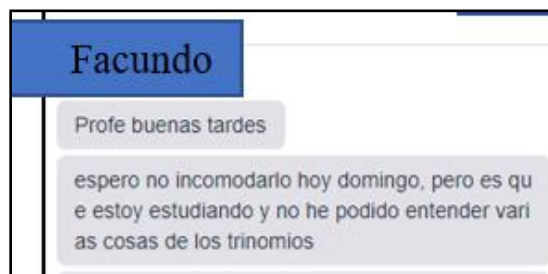 Facundo
Profe buenas tardes
espero no incomodarlo hoy domingo, pero es qu
e estoy estudiando y no he podido entender vari
as cosas de los trinomios